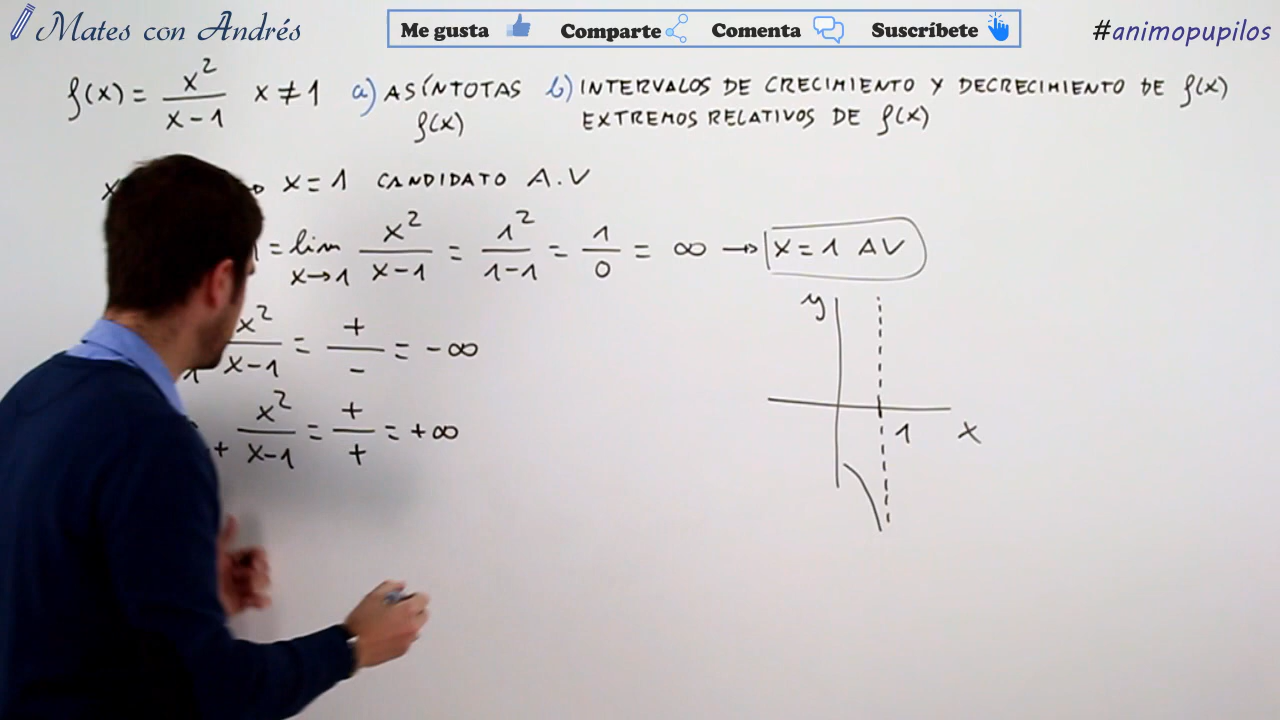 Mates con Andrés
Me gusta Comparte Comenta Suscríbete
#animopupilos
f(x) = x²/(x-1) x ≠ 1 a) ASÍNTOTAS f(x) b) INTERVALOS DE CRECIMIENTO Y DECRECIMIENTO DE f(x)
EXTREMOS RELATIVOS DE f(x)
x = 1 CANDIDATO A.V
1 = lim x→1 x²/(x-1) = 1²/(1-1) = 1/0 = ∞ → x = 1 AV
x²/(x-1) = +/- = -∞
+ x²/(x-1) = +/+ = +∞
y
1 x